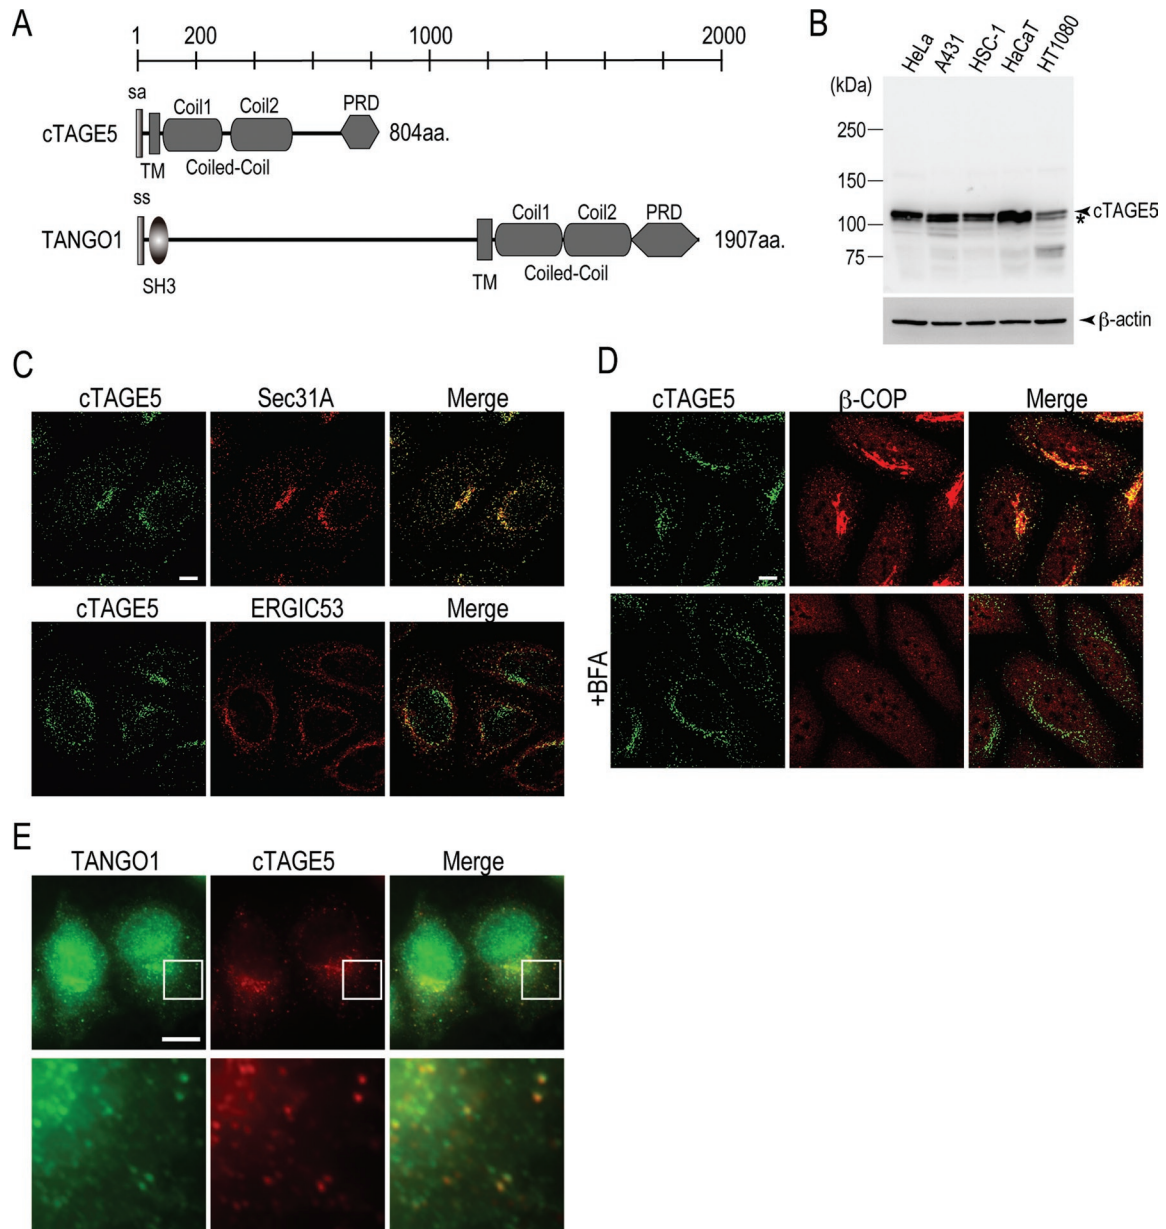 A
1 200 1000 2000
sa
Coil1 Coil2 PRD
cTAGE5 804aa.
TM Coiled-Coil
ss
Coil1 Coil2 PRD
TANGO1 1907aa.
SH3 TM Coiled-Coil
B
HeLa A431 HSC-1 HaCaT HT1080
(kDa)
250
150
100
75
cTAGE5
*
β-actin
C
cTAGE5 Sec31A Merge
cTAGE5 ERGIC53 Merge
D
cTAGE5 β-COP Merge
+BFA
E
TANGO1 cTAGE5 Merge